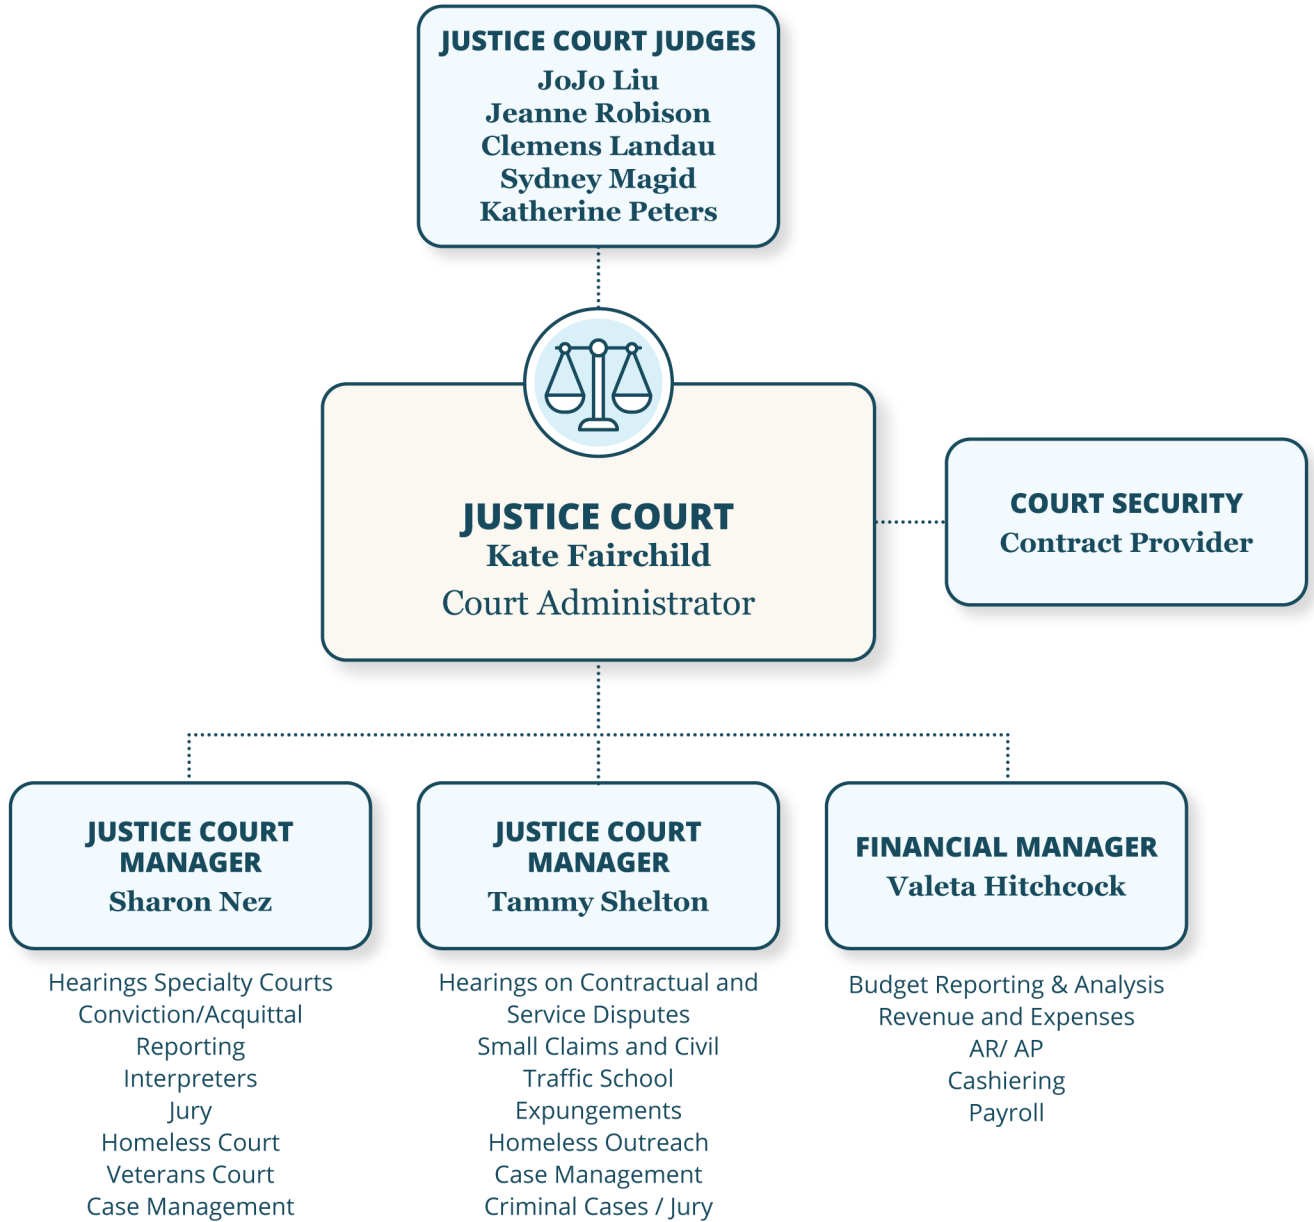 JUSTICE COURT JUDGES
JoJo Liu
Jeanne Robison
Clemens Landau
Sydney Magid
Katherine Peters
JUSTICE COURT
Kate Fairchild
Court Administrator
COURT SECURITY
Contract Provider
JUSTICE COURT
MANAGER
Sharon Nez
Hearings Specialty Courts
Conviction/Acquittal
Reporting
Interpreters
Jury
Homeless Court
Veterans Court
Case Management
JUSTICE COURT
MANAGER
Tammy Shelton
Hearings on Contractual and
Service Disputes
Small Claims and Civil
Traffic School
Expungements
Homeless Outreach
Case Management
Criminal Cases / Jury
FINANCIAL MANAGER
Valeta Hitchcock
Budget Reporting & Analysis
Revenue and Expenses
AR/ AP
Cashiering
Payroll